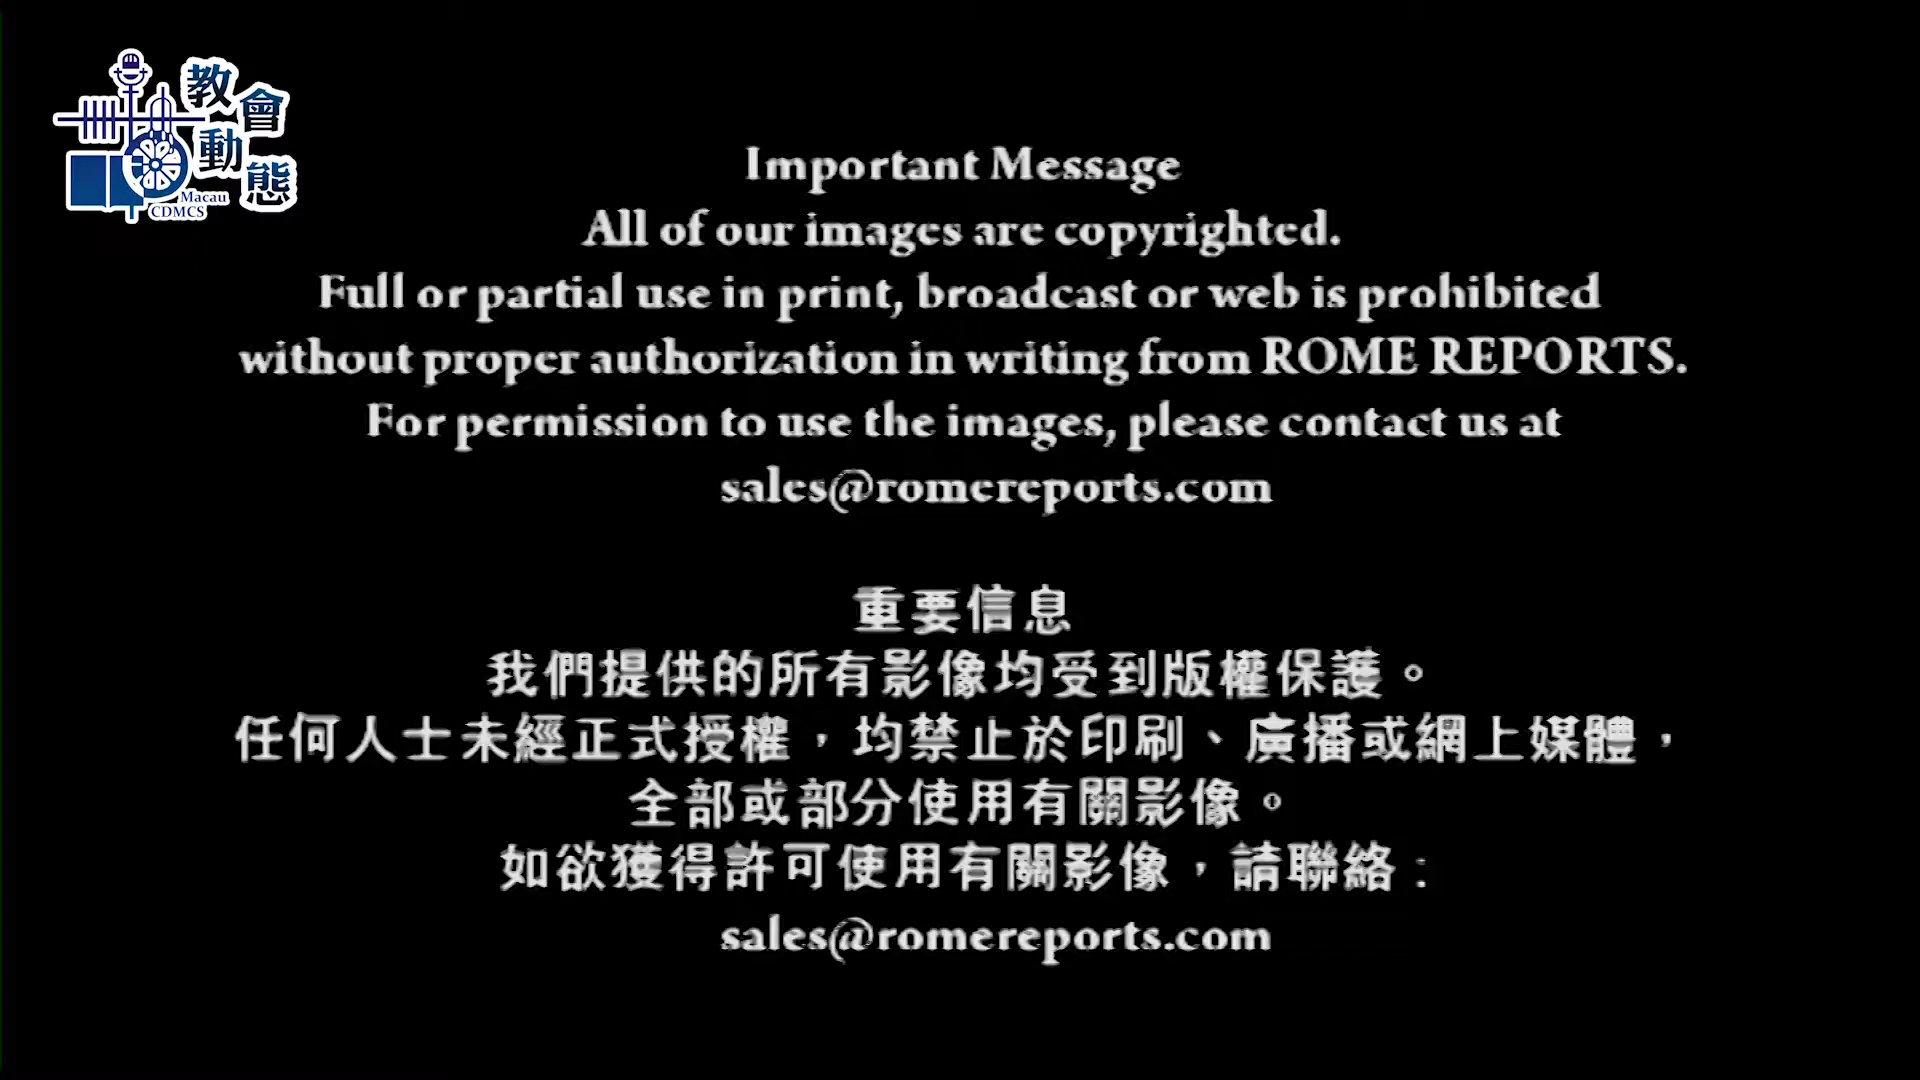 教會
動態
Macau
CDMCS
Important Message
All of our images are copyrighted.
Full or partial use in print, broadcast or web is prohibited
without proper authorization in writing from ROME REPORTS.
For permission to use the images, please contact us at
sales@romereports.com
重要信息
我們提供的所有影像均受到版權保護。
任何人士未經正式授權，均禁止於印刷、廣播或網上媒體，
全部或部分使用有關影像。
如欲獲得許可使用有關影像，請聯絡：
sales@romereports.com